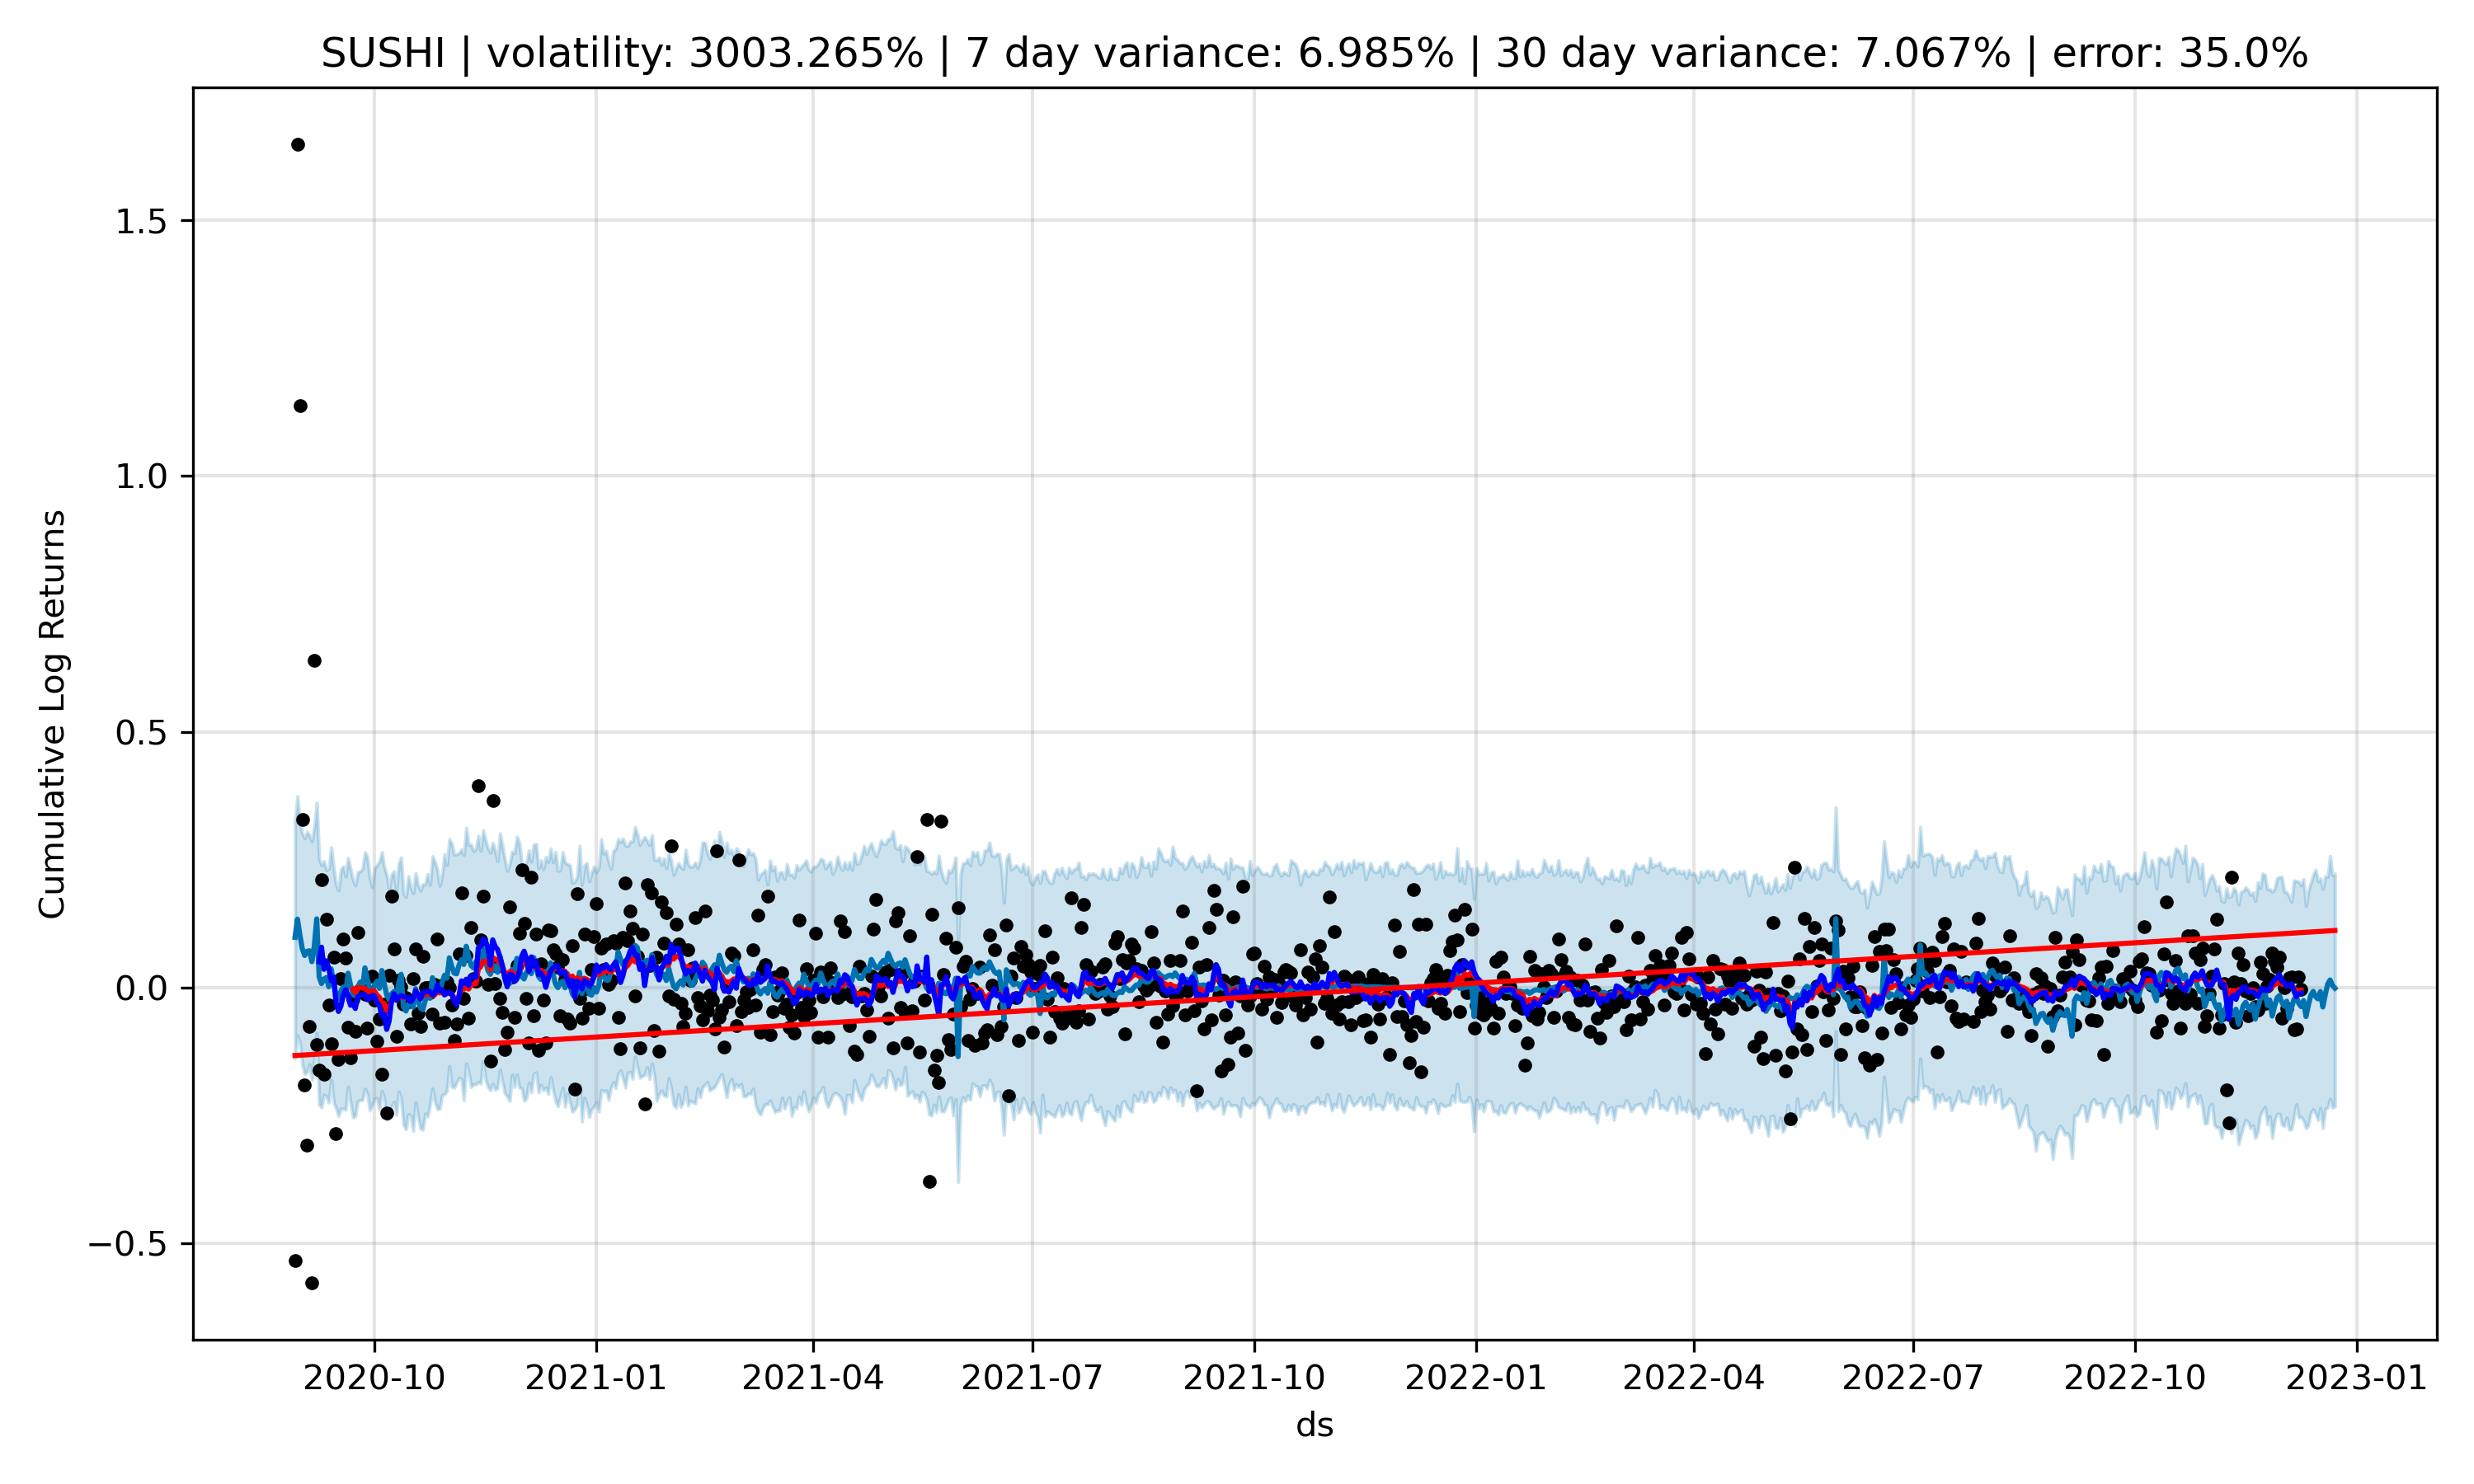 SUSHI | volatility: 3003.265% | 7 day variance: 6.985% | 30 day variance: 7.067% | error: 35.0%
Cumulative Log Returns
1.5
1.0
0.5
0.0
−0.5
2020-10 2021-01 2021-04 2021-07 2021-10 2022-01 2022-04 2022-07 2022-10 2023-01
ds